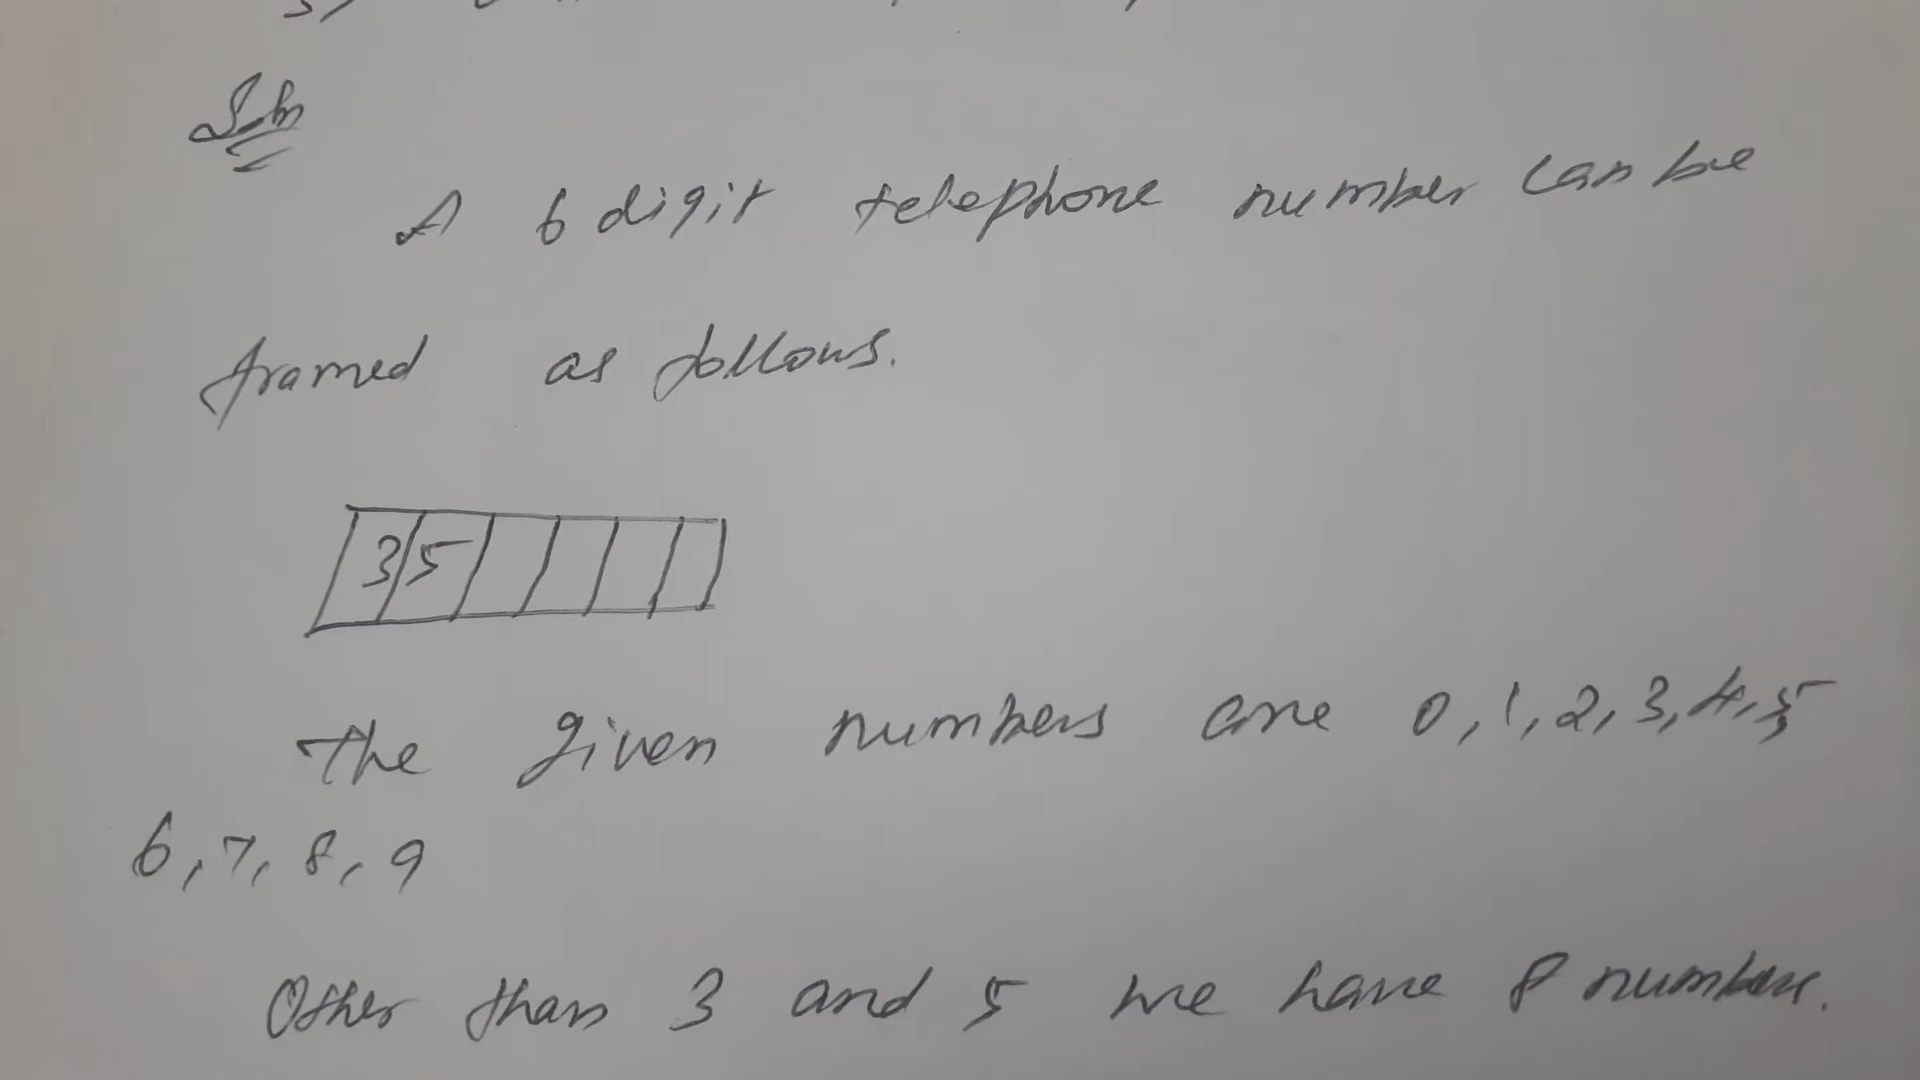 Soln
A 6 digit telephone number can be
framed as follows.
3 5
The given numbers are 0, 1, 2, 3, 4, 5
6, 7, 8, 9
Other than 3 and 5 we have 8 numbers.